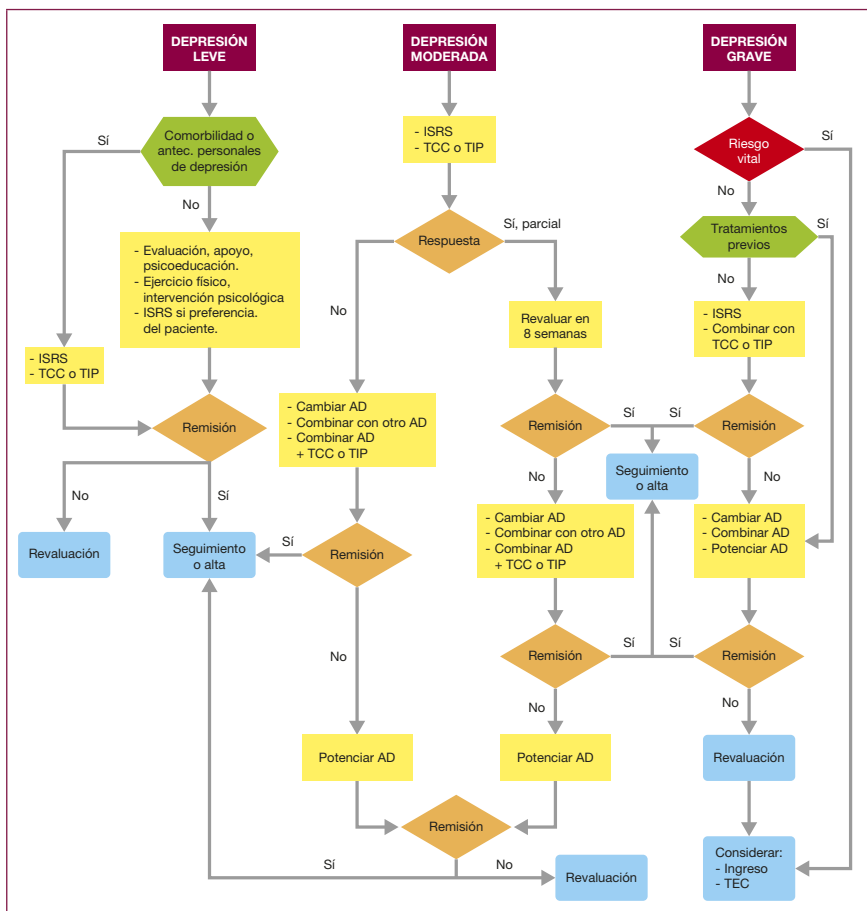 DEPRESIÓN
LEVE
DEPRESIÓN
MODERADA
DEPRESIÓN
GRAVE
Sí
Comorbilidad o
antec. personales
de depresión
No
- Evaluación, apoyo,
psicoeducación.
- Ejercicio físico,
intervención psicológica
- ISRS si preferencia.
del paciente.
- ISRS
- TCC o TIP
Remisión
No
Sí
Revaluación
Seguimiento
o alta
- ISRS
- TCC o TIP
Respuesta
Sí, parcial
No
Revaluar en
8 semanas
- Cambiar AD
- Combinar con otro AD
- Combinar AD
+ TCC o TIP
Sí
Remisión
No
Potenciar AD
Remisión
No
- Cambiar AD
- Combinar con otro AD
- Combinar AD
+ TCC o TIP
Remisión
No
Potenciar AD
Remisión
Sí
No
Revaluación
Sí
Sí
Seguimiento
o alta
Sí
Sí
Riesgo
vital
Sí
No
Tratamientos
previos
Sí
No
- ISRS
- Combinar con
TCC o TIP
Remisión
No
- Cambiar AD
- Combinar AD
- Potenciar AD
Remisión
No
Revaluación
Considerar:
- Ingreso
- TEC